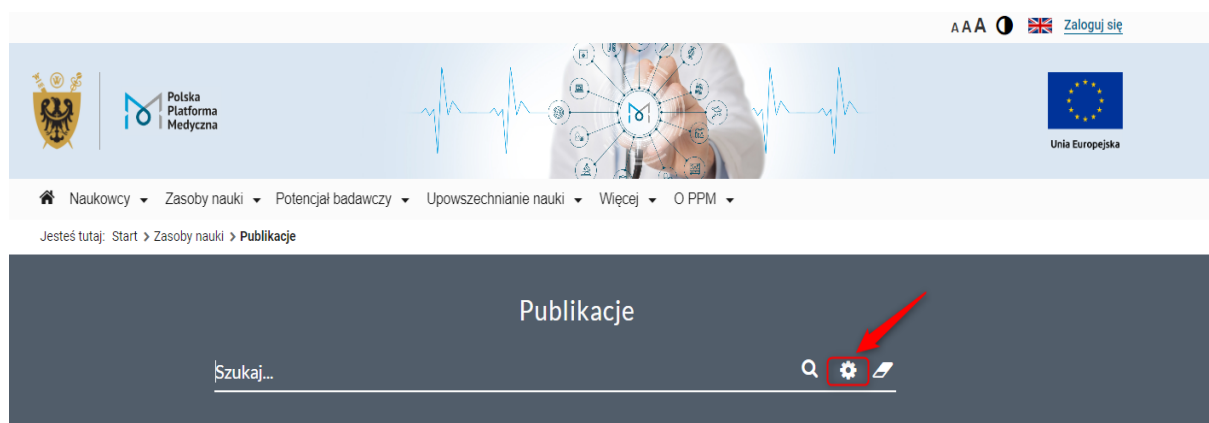 A A A Zaloguj się
Polska
Platforma
Medyczna
Unia Europejska
Naukowcy Zasoby nauki Potencjał badawczy Upowszechnianie nauki Więcej O PPM
Jesteś tutaj: Start > Zasoby nauki > Publikacje
Publikacje
Szukaj...